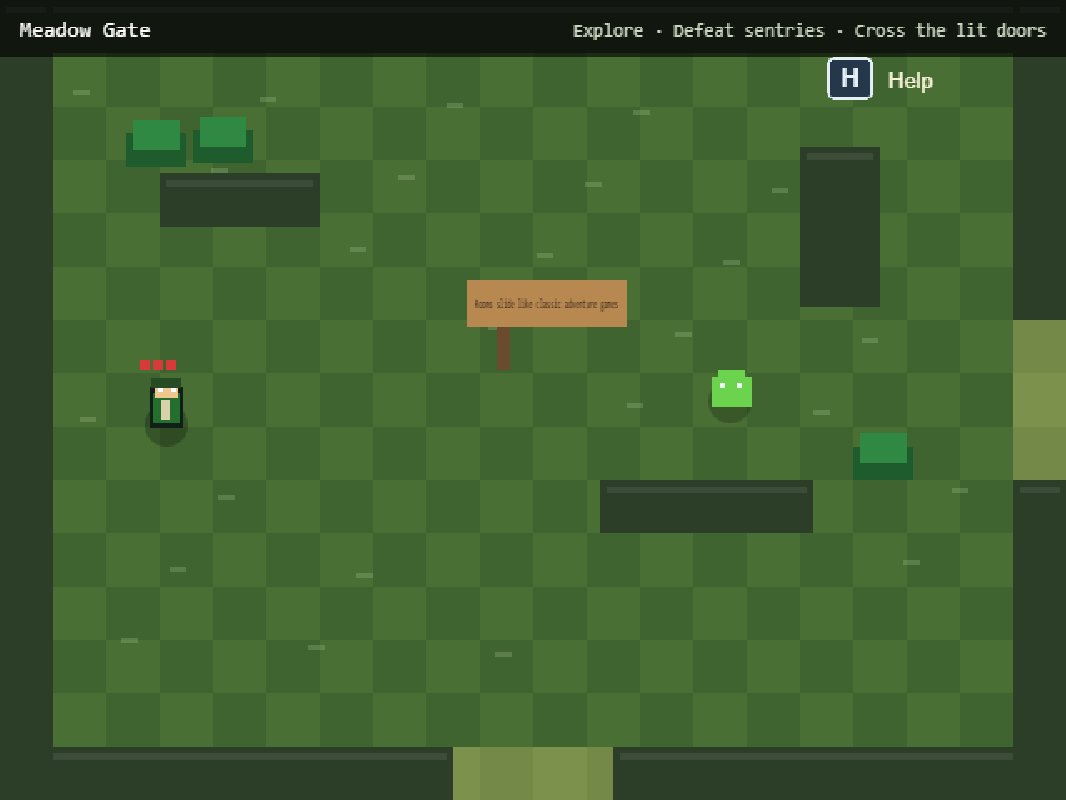 Meadow Gate
Explore · Defeat sentries · Cross the lit doors
H Help
Rooms slide like classic adventure games